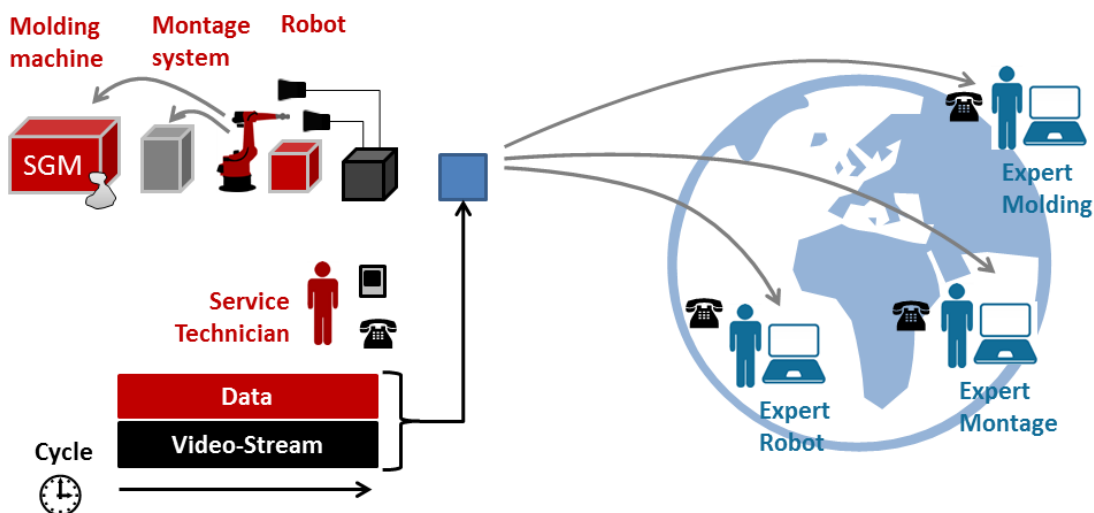 Molding
machine
Montage
system
Robot
SGM
Service
Technician
Data
Video-Stream
Cycle
Expert
Molding
Expert
Robot
Expert
Montage